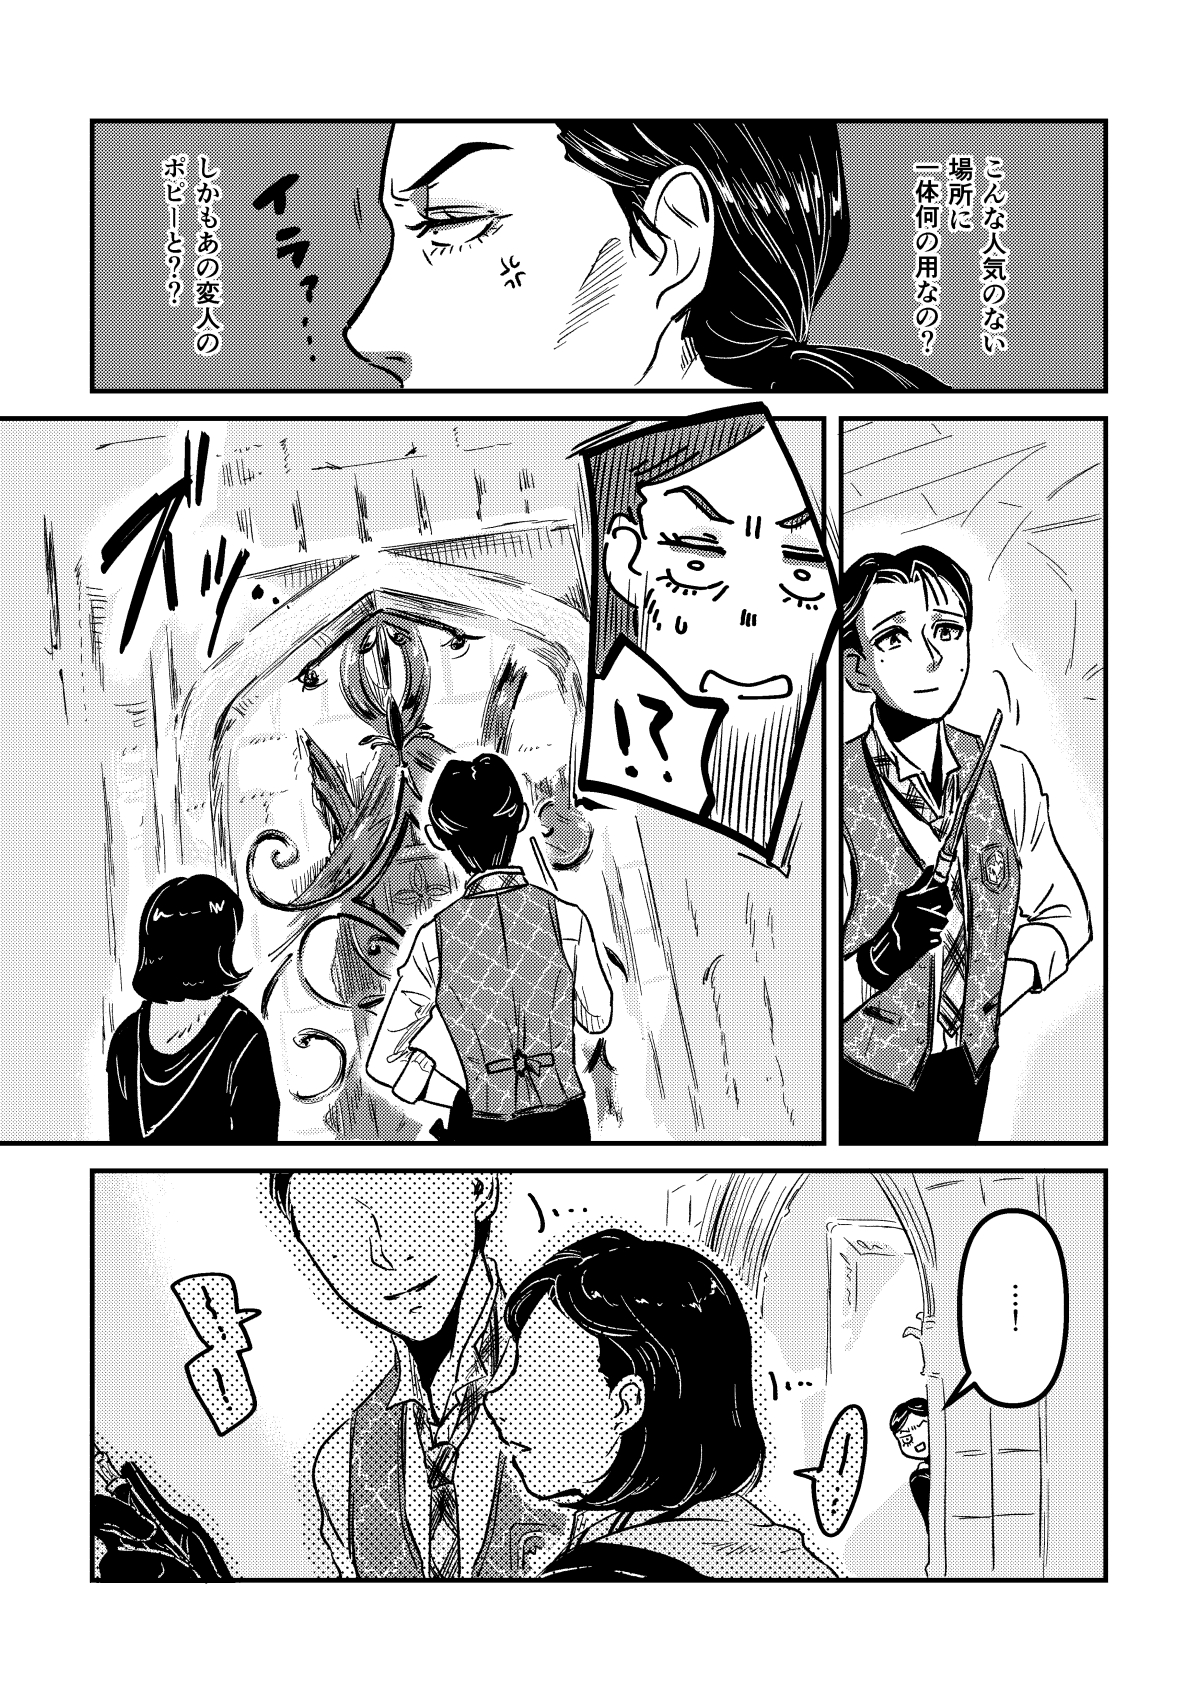 こんな人気のない
場所に
一体何の用なの?
イラ…
しかもあの変人の
ポピーと??
ズッ…
!?
…!